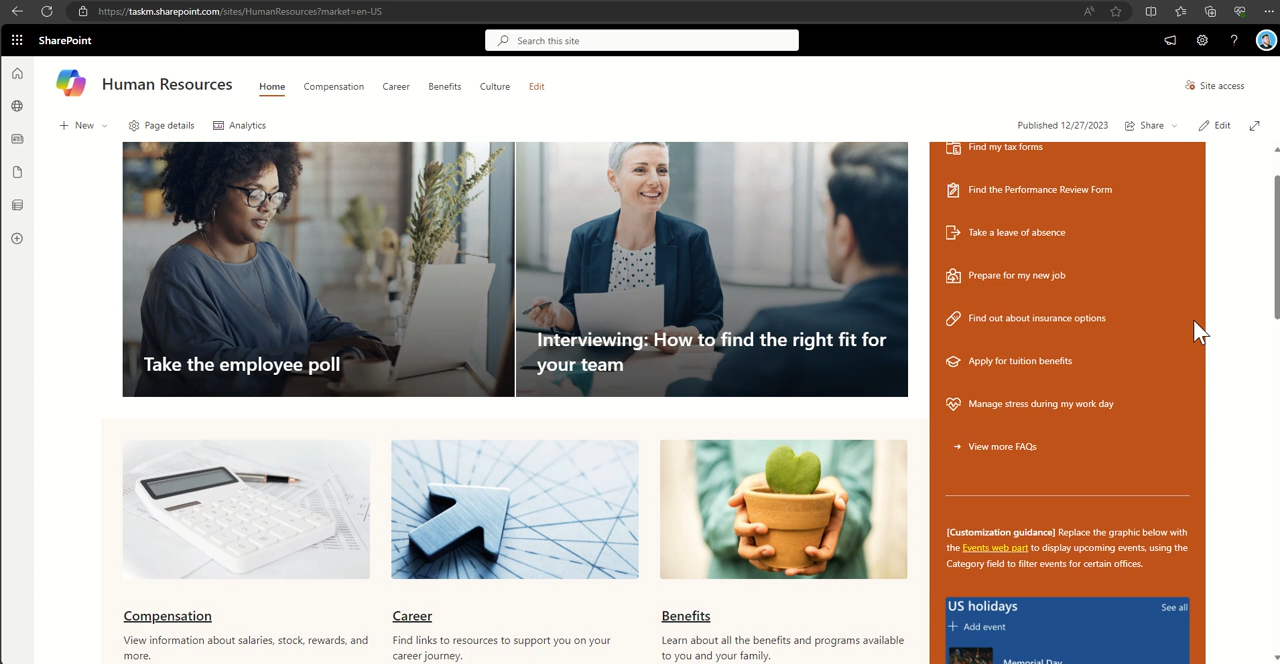 https://taskm.sharepoint.com/sites/HumanResources?market=en-US
SharePoint
Search this site
Human Resources
Home
Compensation
Career
Benefits
Culture
Edit
Site access
New
Page details
Analytics
Published 12/27/2023
Share
Edit
Take the employee poll
Interviewing: How to find the right fit for
your team
Find my tax forms
Find the Performance Review Form
Take a leave of absence
Prepare for my new job
Find out about insurance options
Apply for tuition benefits
Manage stress during my work day
View more FAQs
[Customization guidance] Replace the graphic below with
the Events web part to display upcoming events, using the
Category field to filter events for certain offices.
US holidays
See all
Add event
Memorial Day
Compensation
View information about salaries, stock, rewards, and
more.
Career
Find links to resources to support you on your
career journey.
Benefits
Learn about all the benefits and programs available
to you and your family.